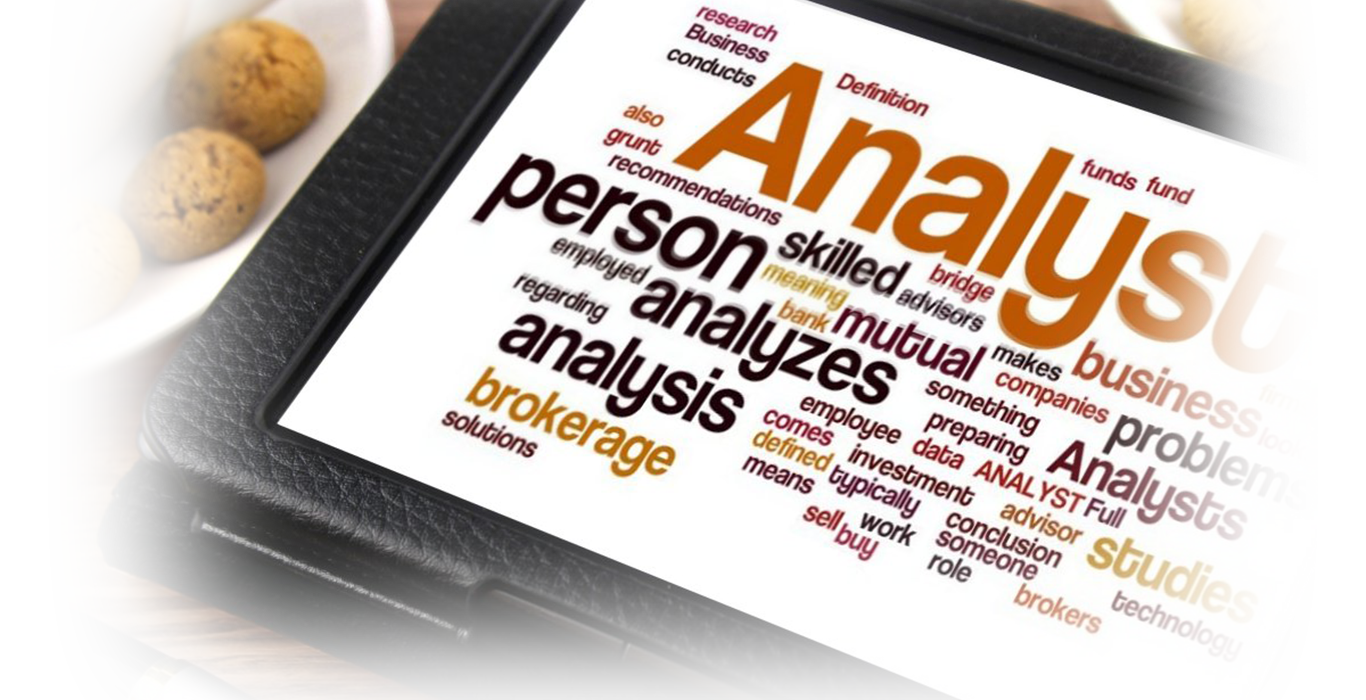 research
Business
conducts
Definition
also
grunt
recommendations
Analyst
funds fund
person
skilled
bridge
employed
meaning
advisors
regarding
analyzes
bank
mutual
makes
business
analysis
something
companies
problems
brokerage
employee
preparing
solutions
comes
data
Analysts
defined
investment
ANALYST
Full
means
typically
advisor
sell
work
conclusion
studies
buy
someone
role
brokers
technology